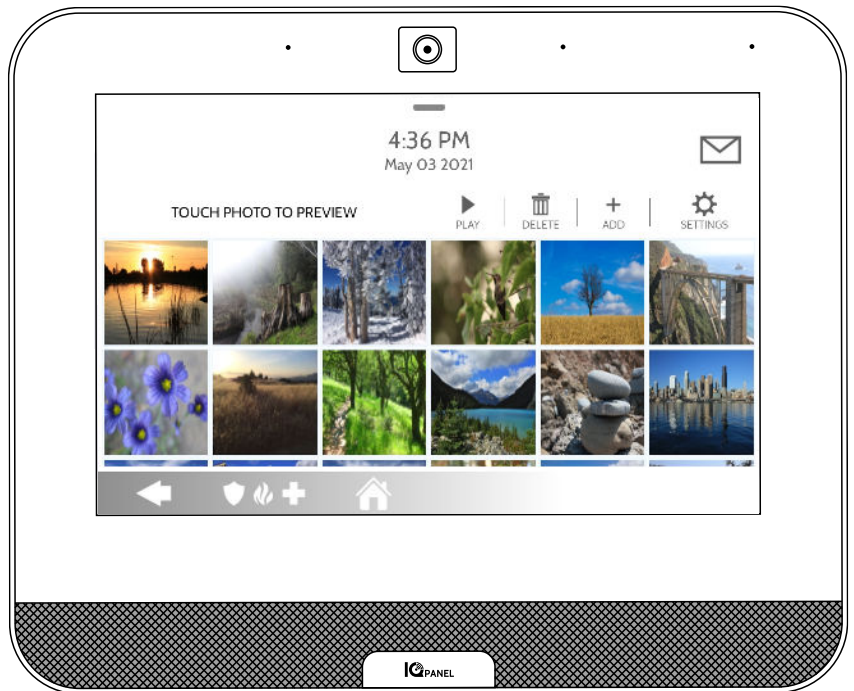 4:36 PM
May 03 2021
TOUCH PHOTO TO PREVIEW
PLAY
DELETE
ADD
SETTINGS
IQ PANEL